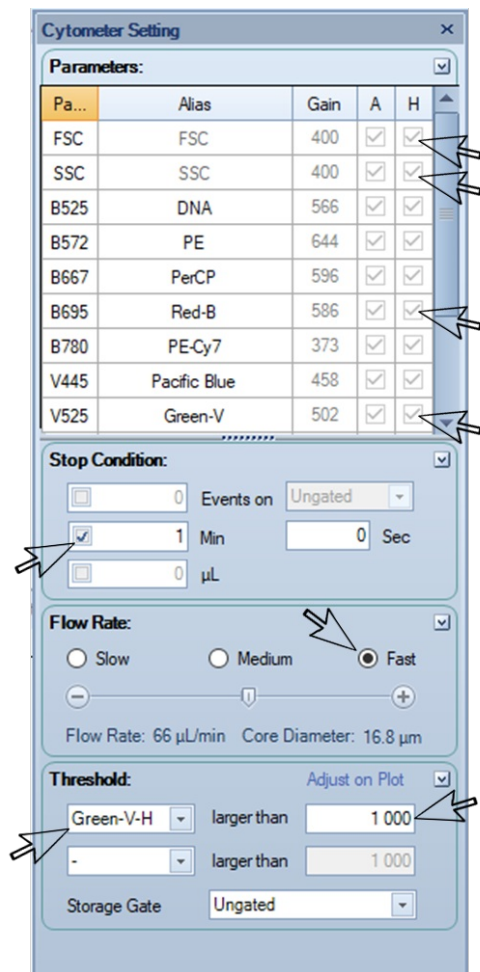 Cytometer Setting ×
Parameters:
Pa... Alias Gain A H
FSC FSC 400
SSC SSC 400
B525 DNA 566
B572 PE 644
B667 PerCP 596
B695 Red-B 586
B780 PE-Cy7 373
V445 Pacific Blue 458
V525 Green-V 502
Stop Condition:
0 Events on Ungated
1 Min 0 Sec
0 µL
Flow Rate:
Slow Medium Fast
Flow Rate: 66 µL/min Core Diameter: 16.8 µm
Threshold: Adjust on Plot
Green-V-H larger than 1 000
- larger than 1 000
Storage Gate Ungated